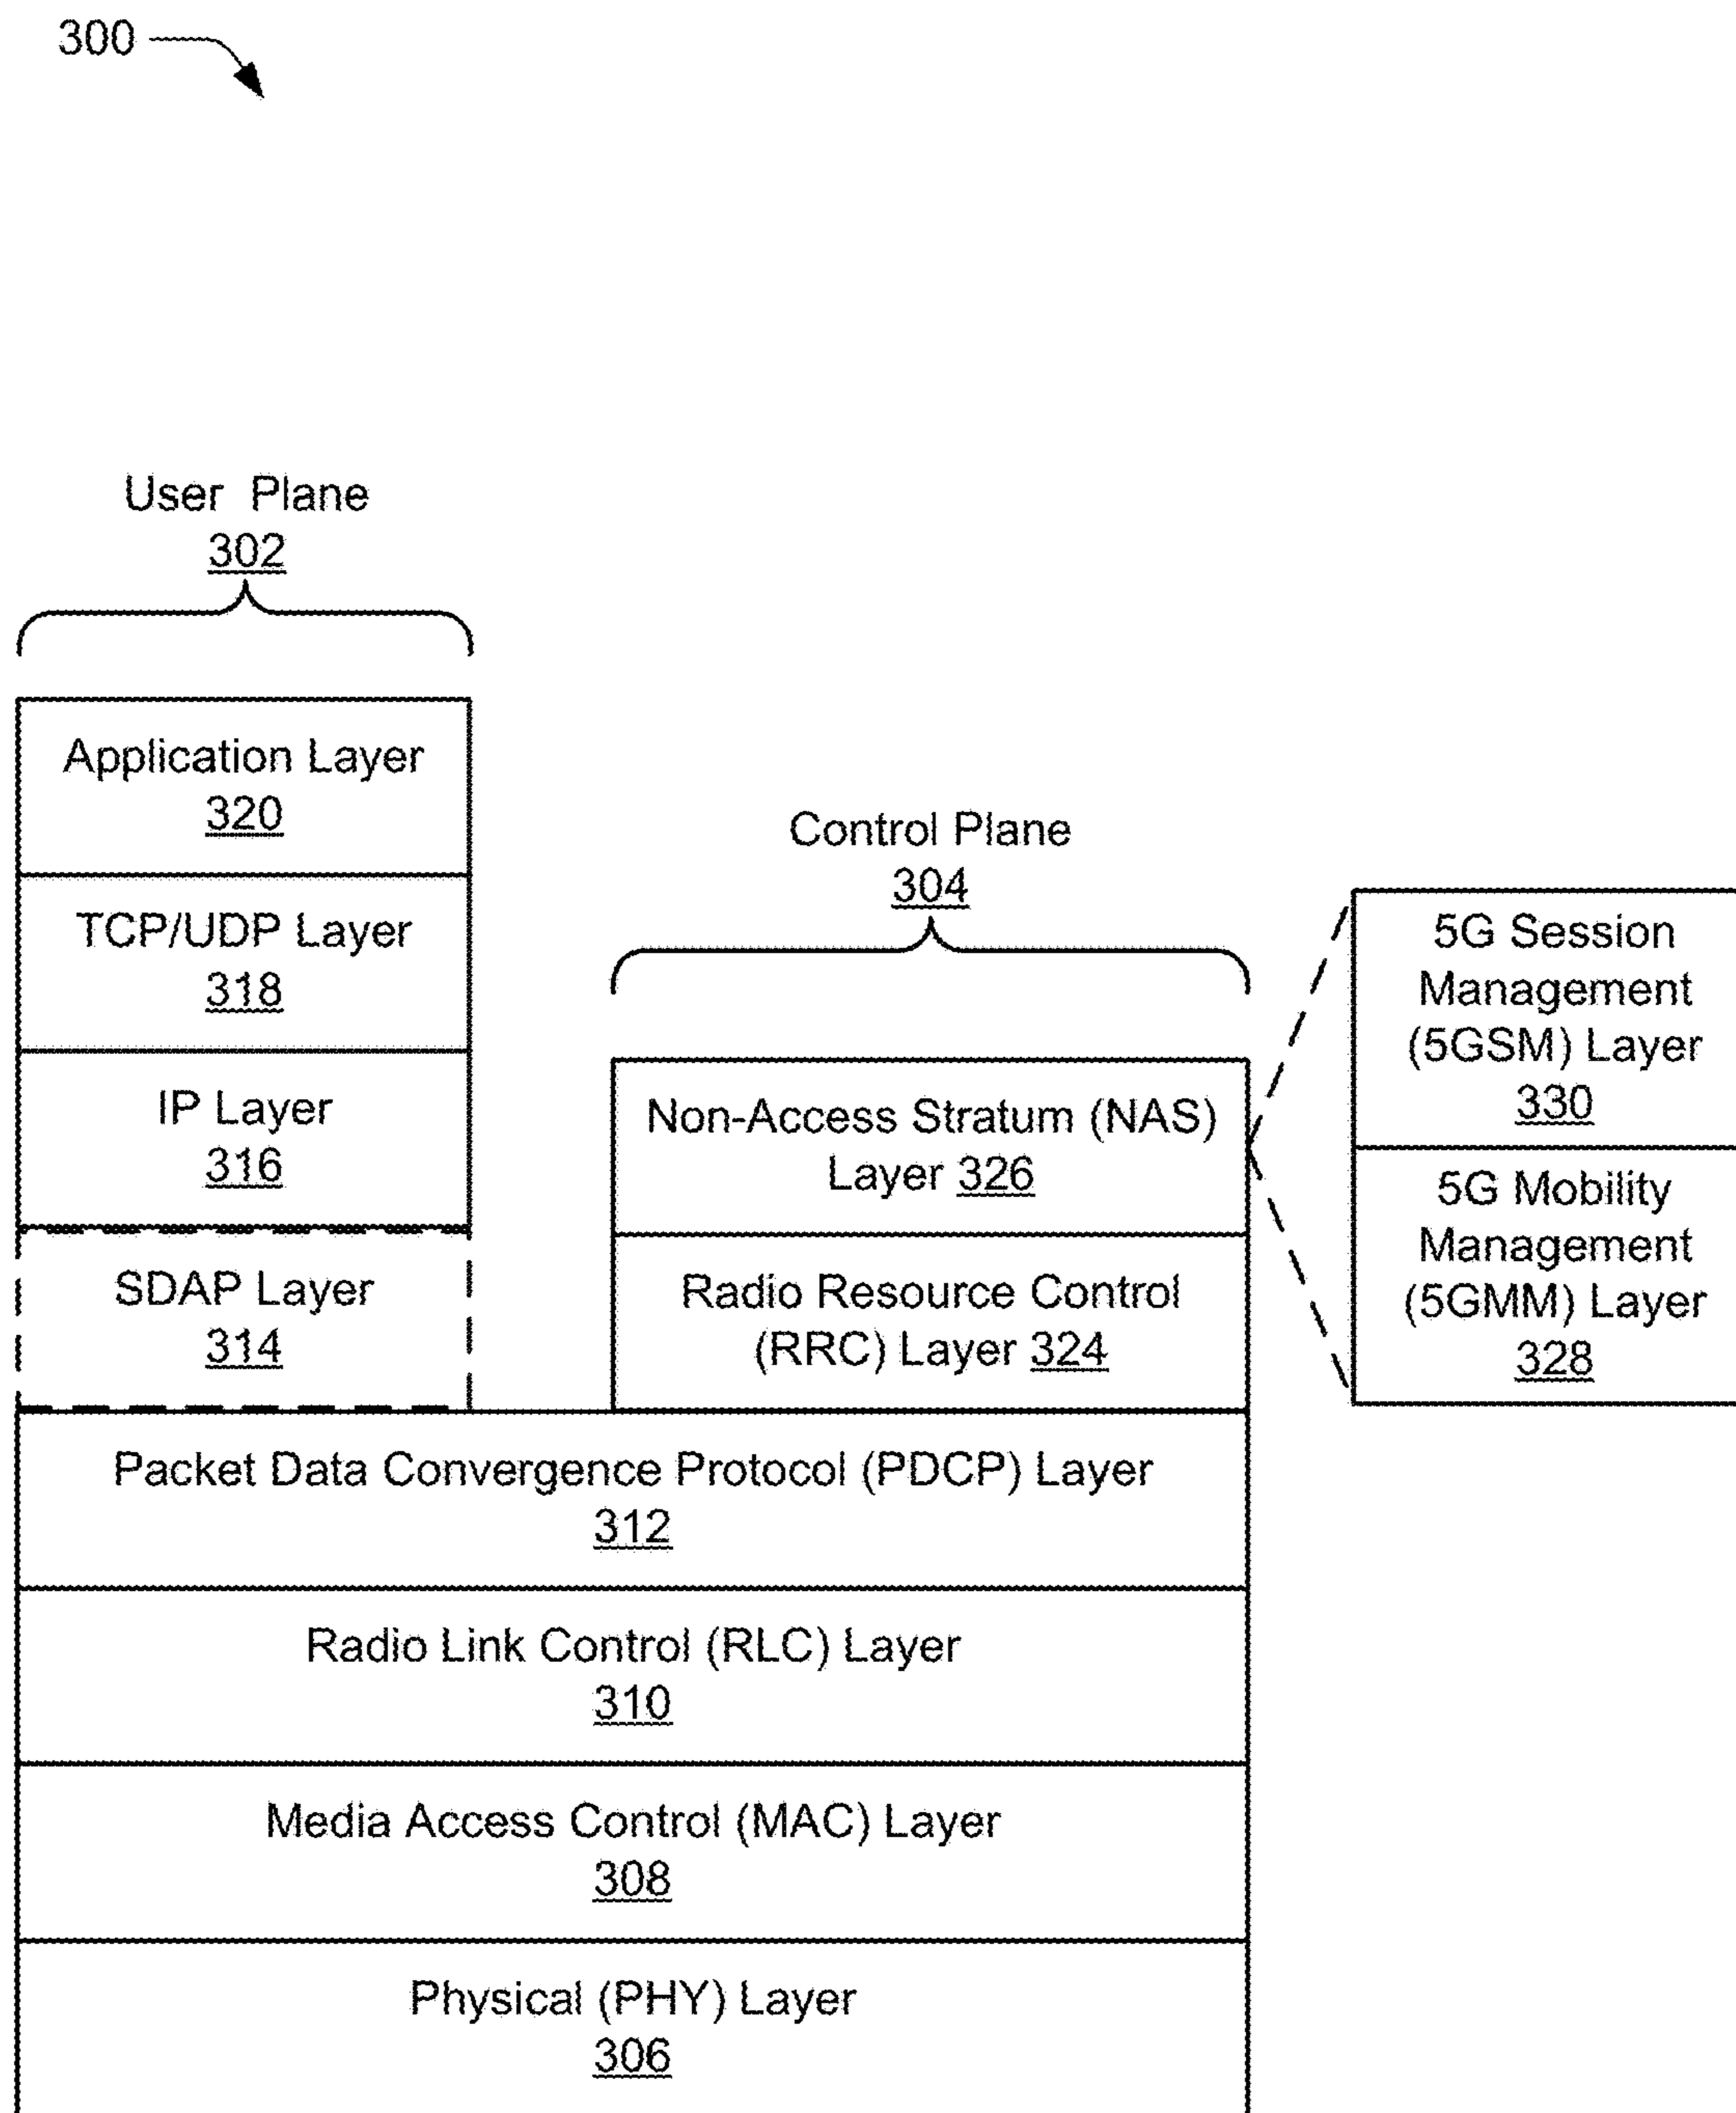 300
User Plane
302
Application Layer
320
TCP/UDP Layer
318
IP Layer
316
SDAP Layer
314
Control Plane
304
Non-Access Stratum (NAS)
Layer 326
Radio Resource Control
(RRC) Layer 324
5G Session
Management
(5GSM) Layer
330
5G Mobility
Management
(5GMM) Layer
328
Packet Data Convergence Protocol (PDCP) Layer
312
Radio Link Control (RLC) Layer
310
Media Access Control (MAC) Layer
308
Physical (PHY) Layer
306